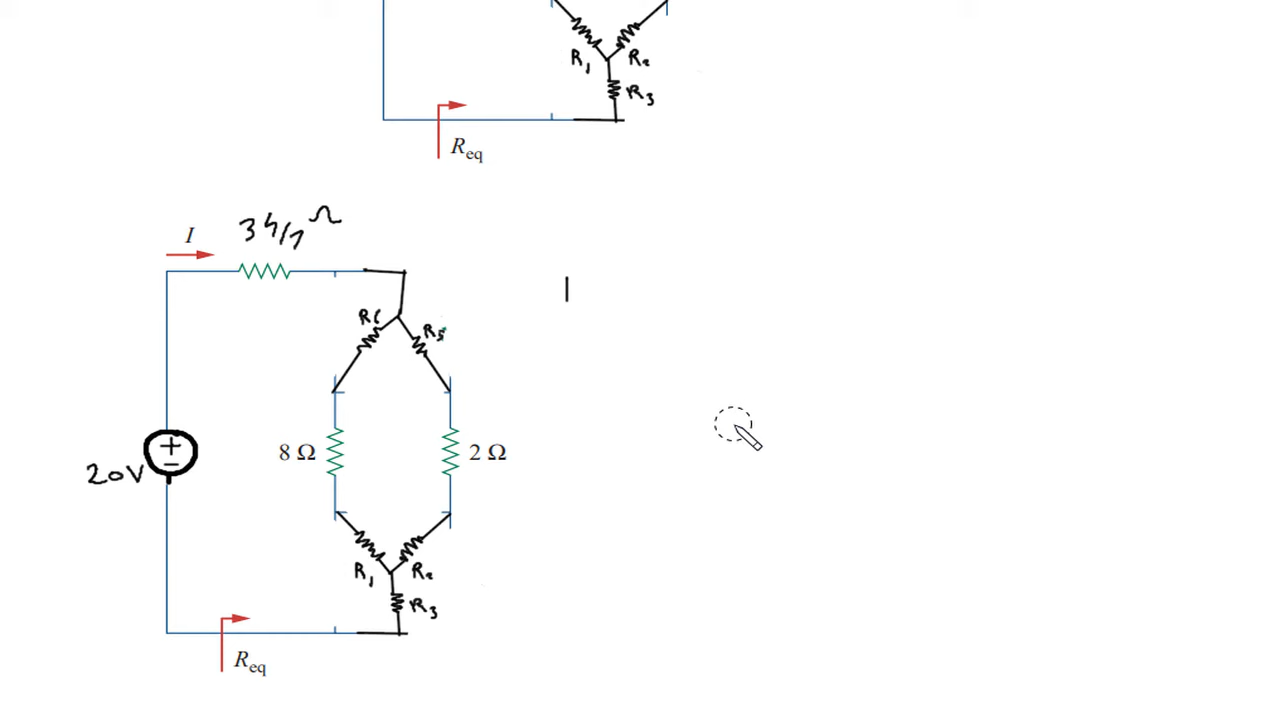 R1 R2
R3
Req
34/7 Ω
I
R6 R5
8 Ω 2 Ω
+
−
20V
R1 R2
R3
Req